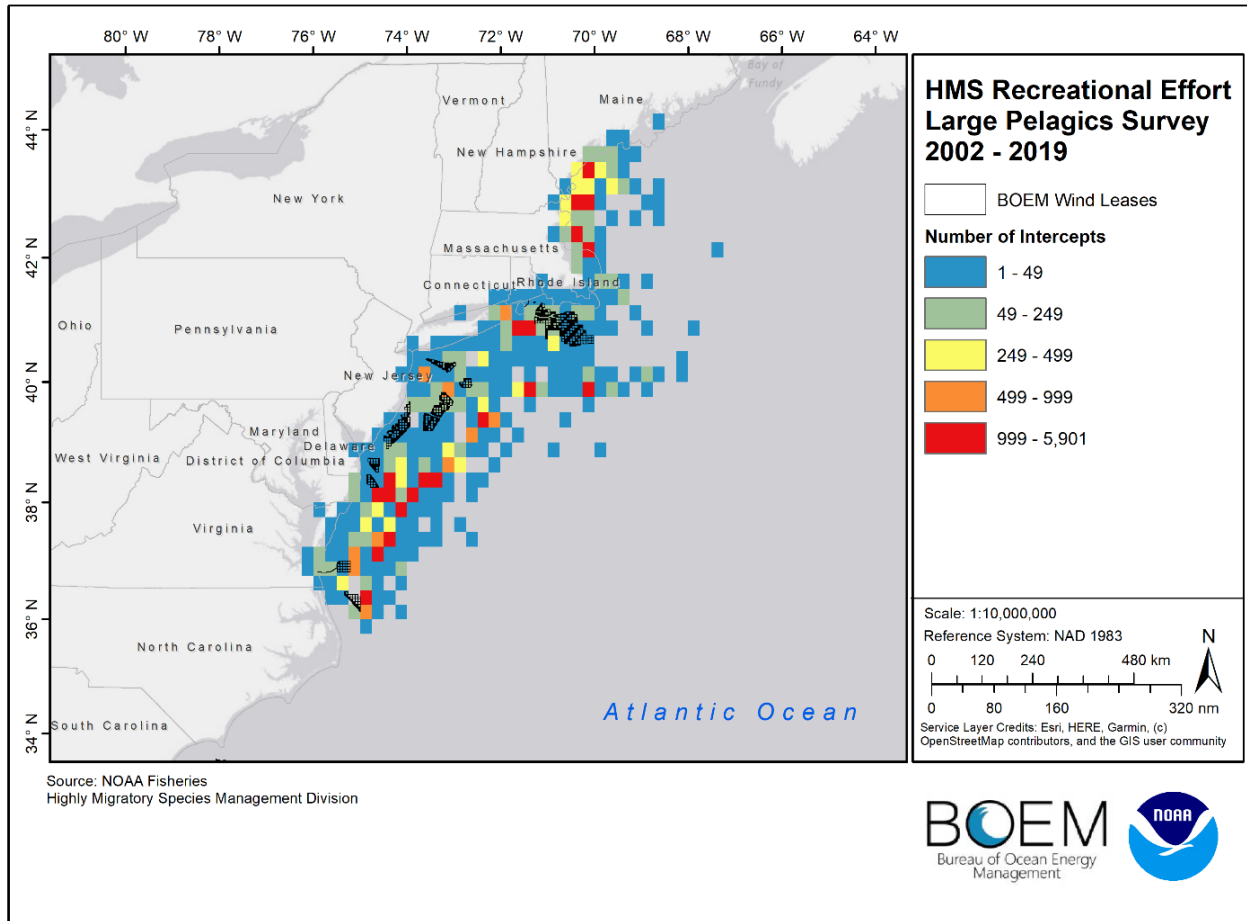 80° W 78° W 76° W 74° W 72° W 70° W 68° W 66° W 64° W
44° N
42° N
40° N
38° N
36° N
34° N
Bay of
Fundy
Vermont
Maine
New Hampshire
New York
Massachusetts
Connecticut
Rhode Island
Ohio
Pennsylvania
New Jersey
Maryland
Delaware
West Virginia
District of Columbia
Virginia
North Carolina
South Carolina
Atlantic Ocean
HMS Recreational Effort
Large Pelagics Survey
2002 - 2019
BOEM Wind Leases
Number of Intercepts
1 - 49
49 - 249
249 - 499
499 - 999
999 - 5,901
Scale: 1:10,000,000
Reference System: NAD 1983
N
0 120 240 480 km
0 80 160 320 nm
Service Layer Credits: Esri, HERE, Garmin, (c)
OpenStreetMap contributors, and the GIS user community
Source: NOAA Fisheries
Highly Migratory Species Management Division
BOEM
Bureau of Ocean Energy
Management
NOAA